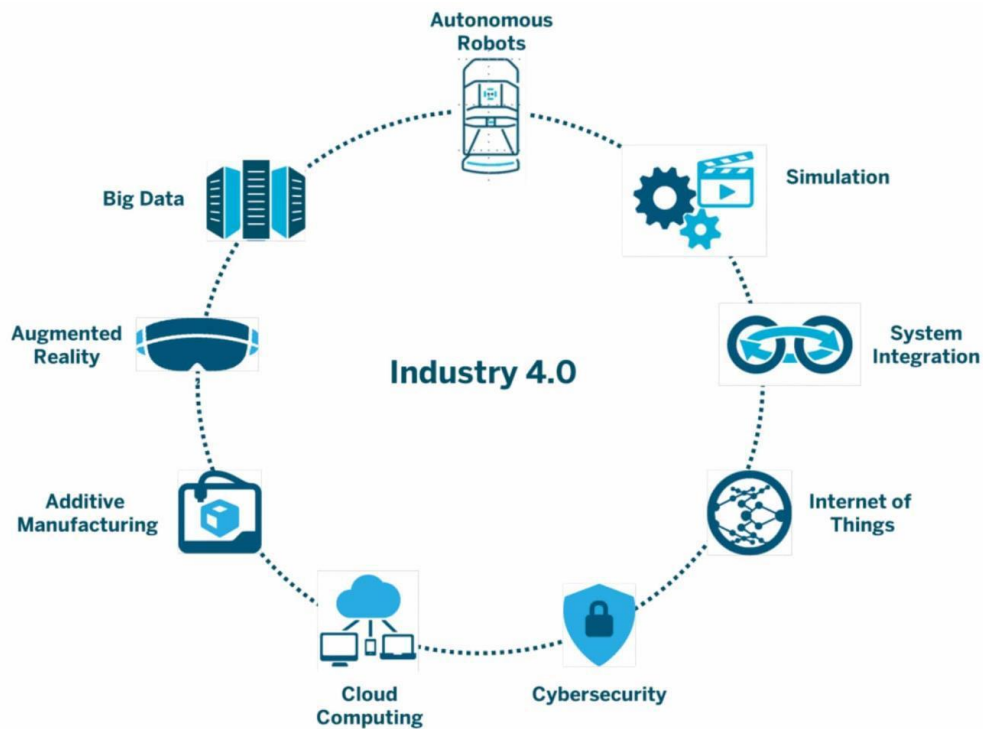 Autonomous
Robots
Simulation
Big Data
System
Integration
Augmented
Reality
Industry 4.0
Internet of
Things
Additive
Manufacturing
Cybersecurity
Cloud
Computing